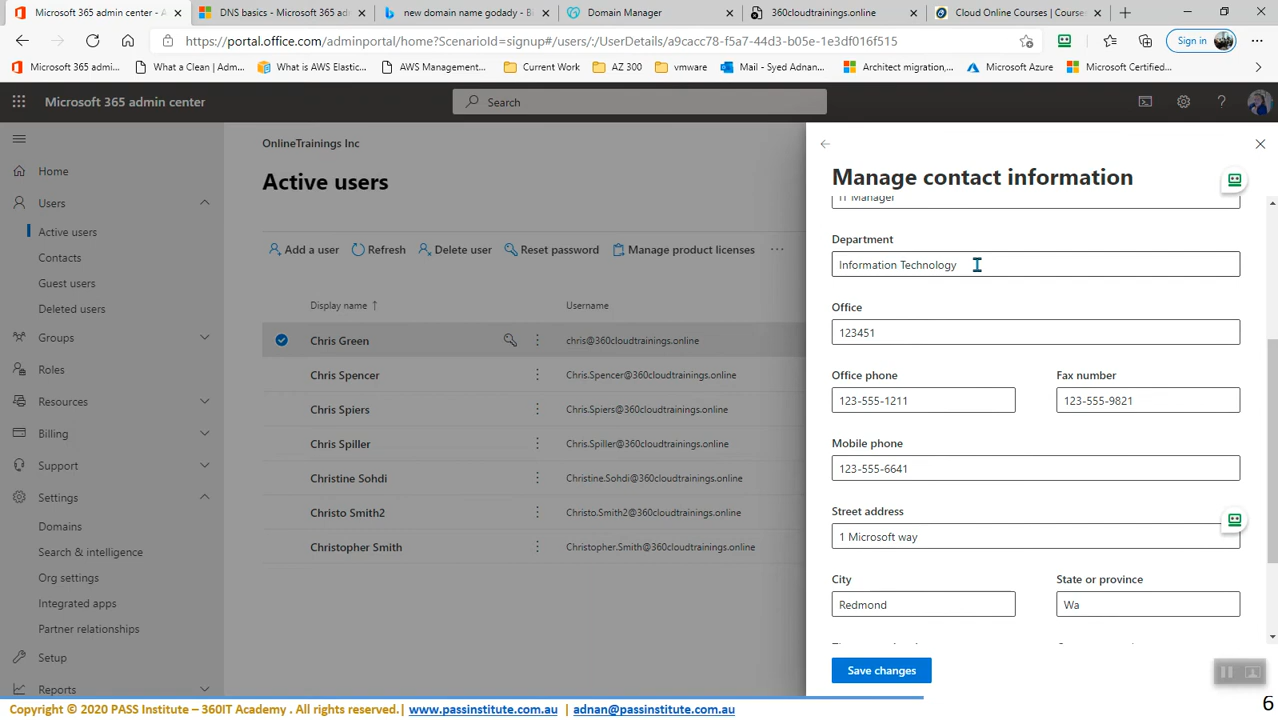 Microsoft 365 admin center - A
DNS basics - Microsoft 365 ad
new domain name godady - Bi
Domain Manager
360cloudtrainings.online
Cloud Online Courses | Courses
https://portal.office.com/adminportal/home?ScenarioId=signup#/users/:/UserDetails/a9cacc78-f5a7-44d3-b05e-1e3df016f515
Sign in
Microsoft 365 admi...
What a Clean | Adm...
What is AWS Elastic...
AWS Management...
Current Work
AZ 300
vmware
Mail - Syed Adnan...
Architect migration,...
Microsoft Azure
Microsoft Certified...
Microsoft 365 admin center
Search
Home
Users
Active users
Contacts
Guest users
Deleted users
Groups
Roles
Resources
Billing
Support
Settings
Domains
Search & intelligence
Org settings
Integrated apps
Partner relationships
Setup
Reports
OnlineTrainings Inc
Active users
Add a user
Refresh
Delete user
Reset password
Manage product licenses
Display name
Username
Chris Green
chris@360cloudtrainings.online
Chris Spencer
Chris.Spencer@360cloudtrainings.online
Chris Spiers
Chris.Spiers@360cloudtrainings.online
Chris Spiller
Chris.Spiller@360cloudtrainings.online
Christine Sohdi
Christine.Sohdi@360cloudtrainings.online
Christo Smith2
Christo.Smith2@360cloudtrainings.online
Christopher Smith
Christopher.Smith@360cloudtrainings.online
Manage contact information
IT Manager
Department
Information Technology
Office
123451
Office phone
Fax number
123-555-1211
123-555-9821
Mobile phone
123-555-6641
Street address
1 Microsoft way
City
State or province
Redmond
Wa
Save changes
Copyright © 2020 PASS Institute – 360IT Academy . All rights reserved.| www.passinstitute.com.au | adnan@passinstitute.com.au
6